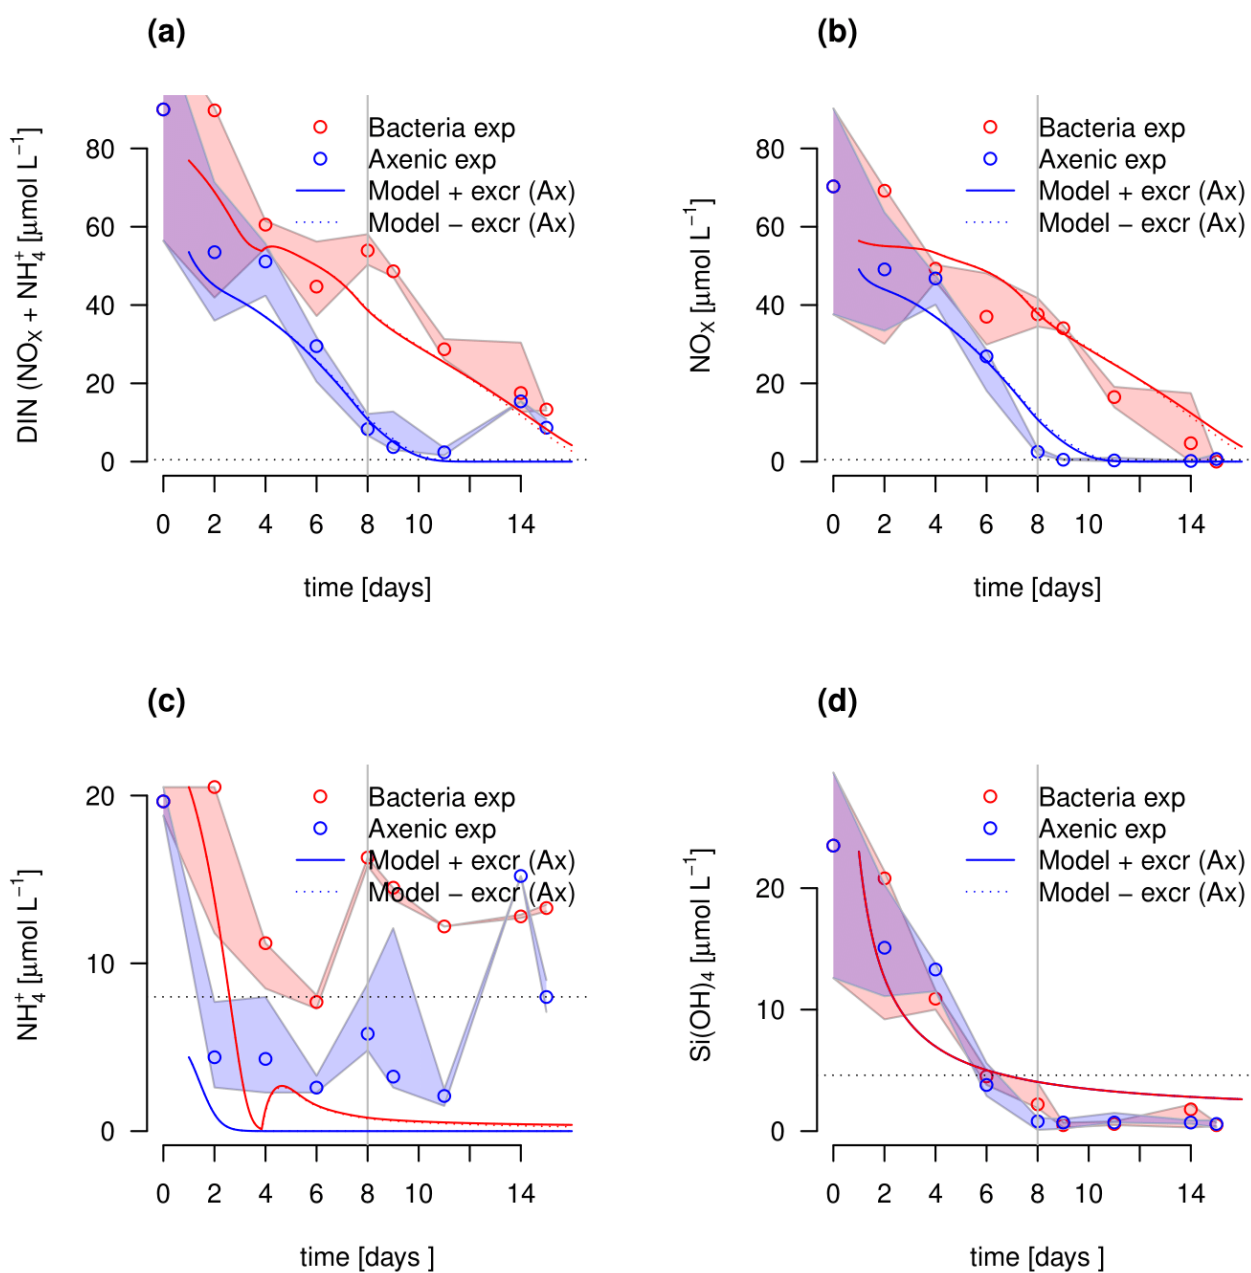 (a)
DIN (NOX + NH4+ [μmol L−1]
80
60
40
20
0
Bacteria exp
Axenic exp
Model + excr (Ax)
Model − excr (Ax)
0 2 4 6 8 10 14
time [days]
(b)
NOX [μmol L−1]
80
60
40
20
0
Bacteria exp
Axenic exp
Model + excr (Ax)
Model − excr (Ax)
0 2 4 6 8 10 14
time [days]
(c)
NH4+ [μmol L−1]
20
10
0
Bacteria exp
Axenic exp
Model + excr (Ax)
Model − excr (Ax)
0 2 4 6 8 10 14
time [days ]
(d)
Si(OH)4 [μmol L−1]
20
10
0
Bacteria exp
Axenic exp
Model + excr (Ax)
Model − excr (Ax)
0 2 4 6 8 10 14
time [days ]